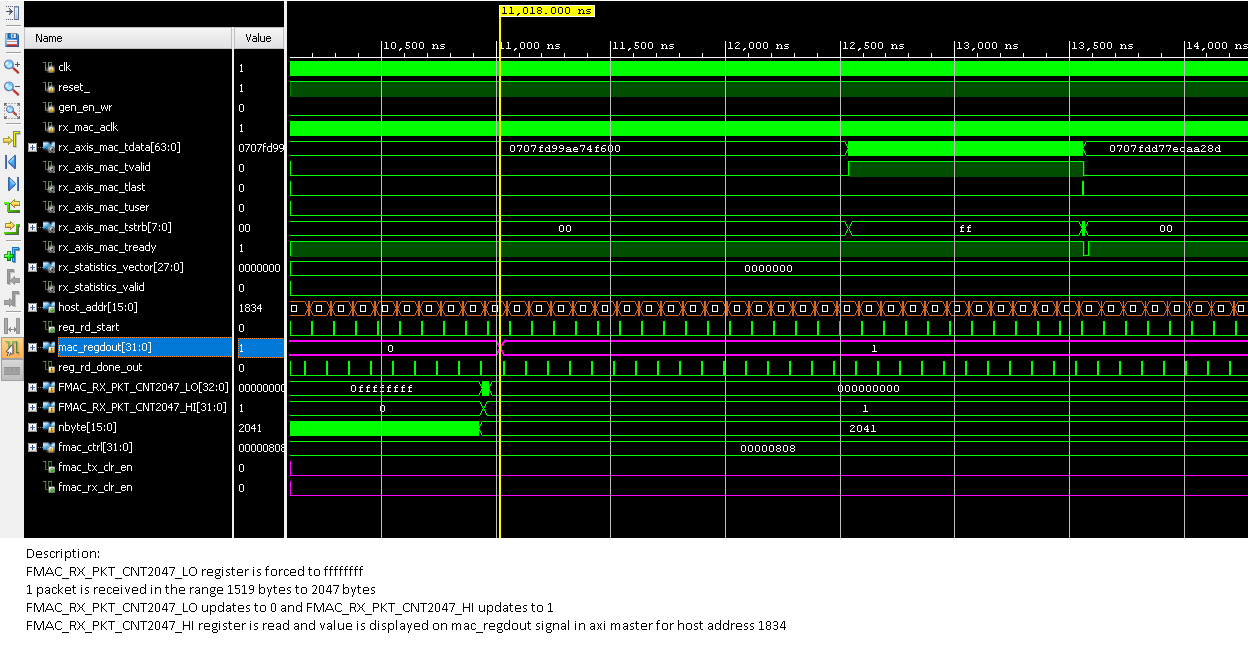 11,018.000 ns
Name Value
10,500 ns 11,000 ns 11,500 ns 12,000 ns 12,500 ns 13,000 ns 13,500 ns 14,000 ns
clk 1
reset_ 1
gen_en_wr 0
rx_mac_aclk 1
rx_axis_mac_tdata[63:0] 0707fd99 0707fd99ae74f600 0707fdd77edaa28d
rx_axis_mac_tvalid 0
rx_axis_mac_tlast 0
rx_axis_mac_tuser 0
rx_axis_mac_tstrb[7:0] 00 00 ff 00
rx_axis_mac_tready 1
rx_statistics_vector[27:0] 0000000 0000000
rx_statistics_valid 0
host_addr[15:0] 1834
reg_rd_start 0
mac_regdout[31:0] 1 0 1
reg_rd_done_out 0
FMAC_RX_PKT_CNT2047_LO[32:0] 00000000 0ffffffff 000000000
FMAC_RX_PKT_CNT2047_HI[31:0] 1 0 1
nbyte[15:0] 2041 2041
fmac_ctrl[31:0] 00000808 00000808
fmac_tx_clr_en 0
fmac_rx_clr_en 0
Description:
FMAC_RX_PKT_CNT2047_LO register is forced to ffffffff
1 packet is received in the range 1519 bytes to 2047 bytes
FMAC_RX_PKT_CNT2047_LO updates to 0 and FMAC_RX_PKT_CNT2047_HI updates to 1
FMAC_RX_PKT_CNT2047_HI register is read and value is displayed on mac_regdout signal in axi master for host address 1834